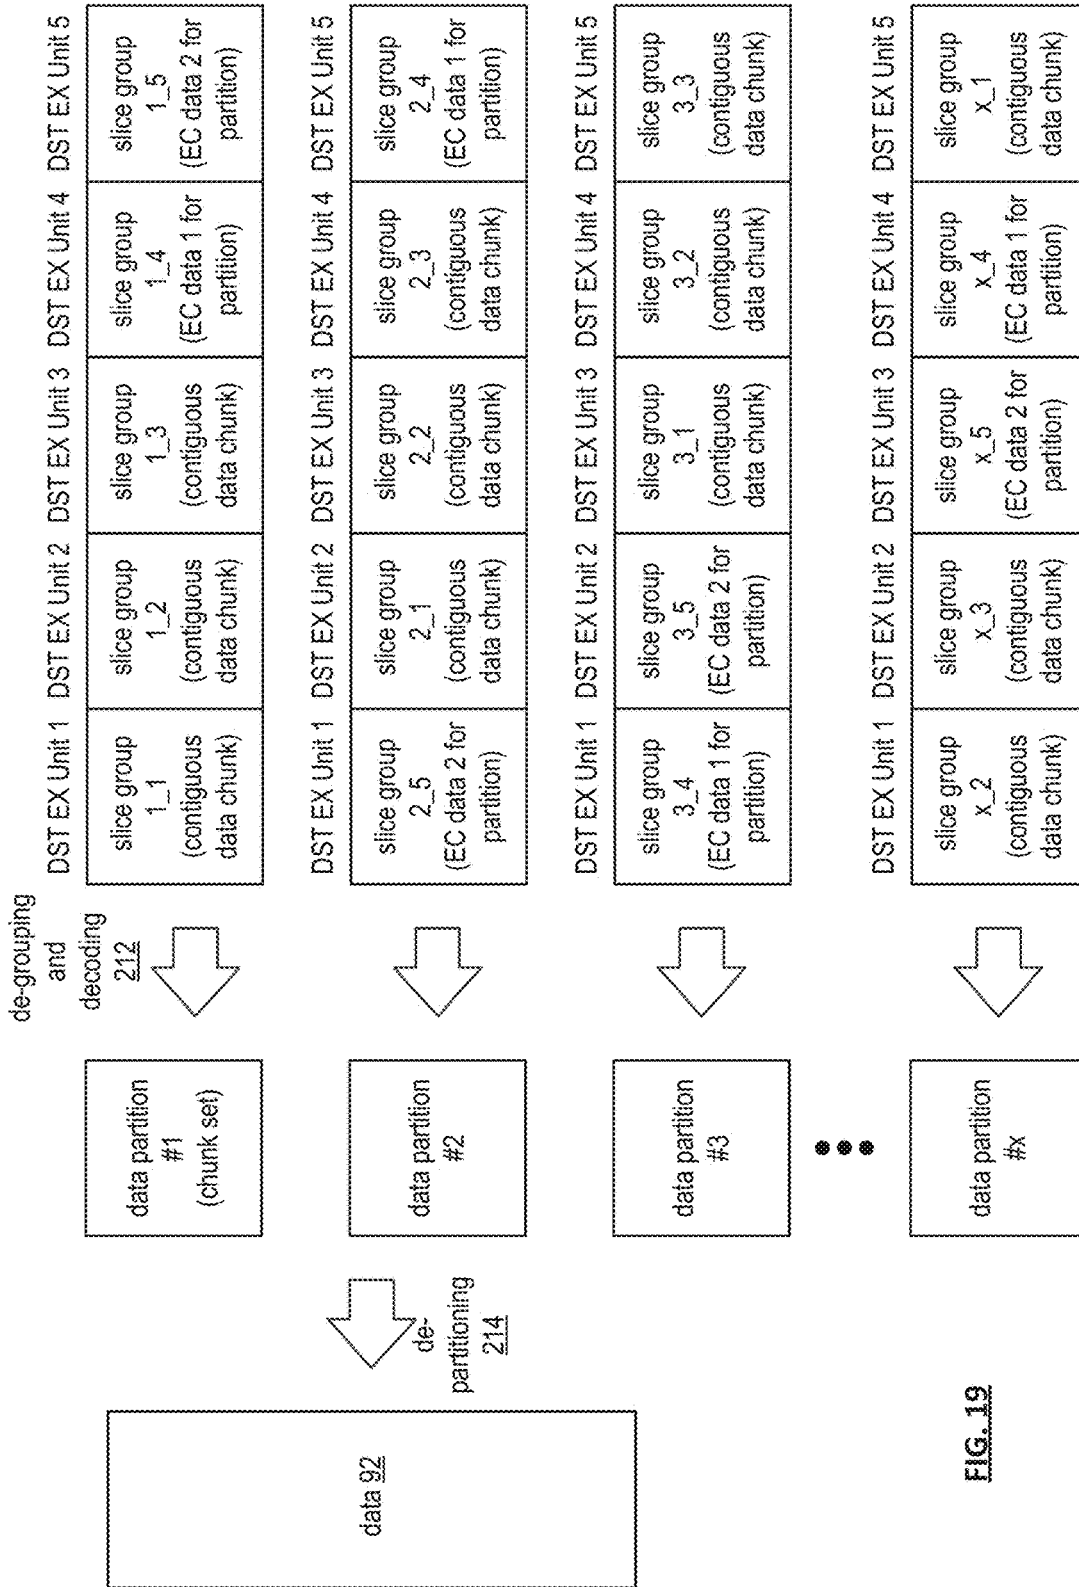 de-grouping
and
decoding
212
DST EX Unit 1
DST EX Unit 2
DST EX Unit 3
DST EX Unit 4
DST EX Unit 5
data partition
#1
(chunk set)
slice group
1_1
(contiguous
data chunk)
slice group
1_2
(contiguous
data chunk)
slice group
1_3
(contiguous
data chunk)
slice group
1_4
(EC data 1 for
partition)
slice group
1_5
(EC data 2 for
partition)
data 92
de-
partitioning
214
DST EX Unit 1
DST EX Unit 2
DST EX Unit 3
DST EX Unit 4
DST EX Unit 5
data partition
#2
slice group
2_5
(EC data 2 for
partition)
slice group
2_1
(contiguous
data chunk)
slice group
2_2
(contiguous
data chunk)
slice group
2_3
(contiguous
data chunk)
slice group
2_4
(EC data 1 for
partition)
DST EX Unit 1
DST EX Unit 2
DST EX Unit 3
DST EX Unit 4
DST EX Unit 5
data partition
#3
slice group
3_4
(EC data 1 for
partition)
slice group
3_5
(EC data 2 for
partition)
slice group
3_1
(contiguous
data chunk)
slice group
3_2
(contiguous
data chunk)
slice group
3_3
(contiguous
data chunk)
DST EX Unit 1
DST EX Unit 2
DST EX Unit 3
DST EX Unit 4
DST EX Unit 5
data partition
#x
slice group
x_2
(contiguous
data chunk)
slice group
x_3
(contiguous
data chunk)
slice group
x_5
(EC data 2 for
partition)
slice group
x_4
(EC data 1 for
partition)
slice group
x_1
(contiguous
data chunk)
FIG. 19